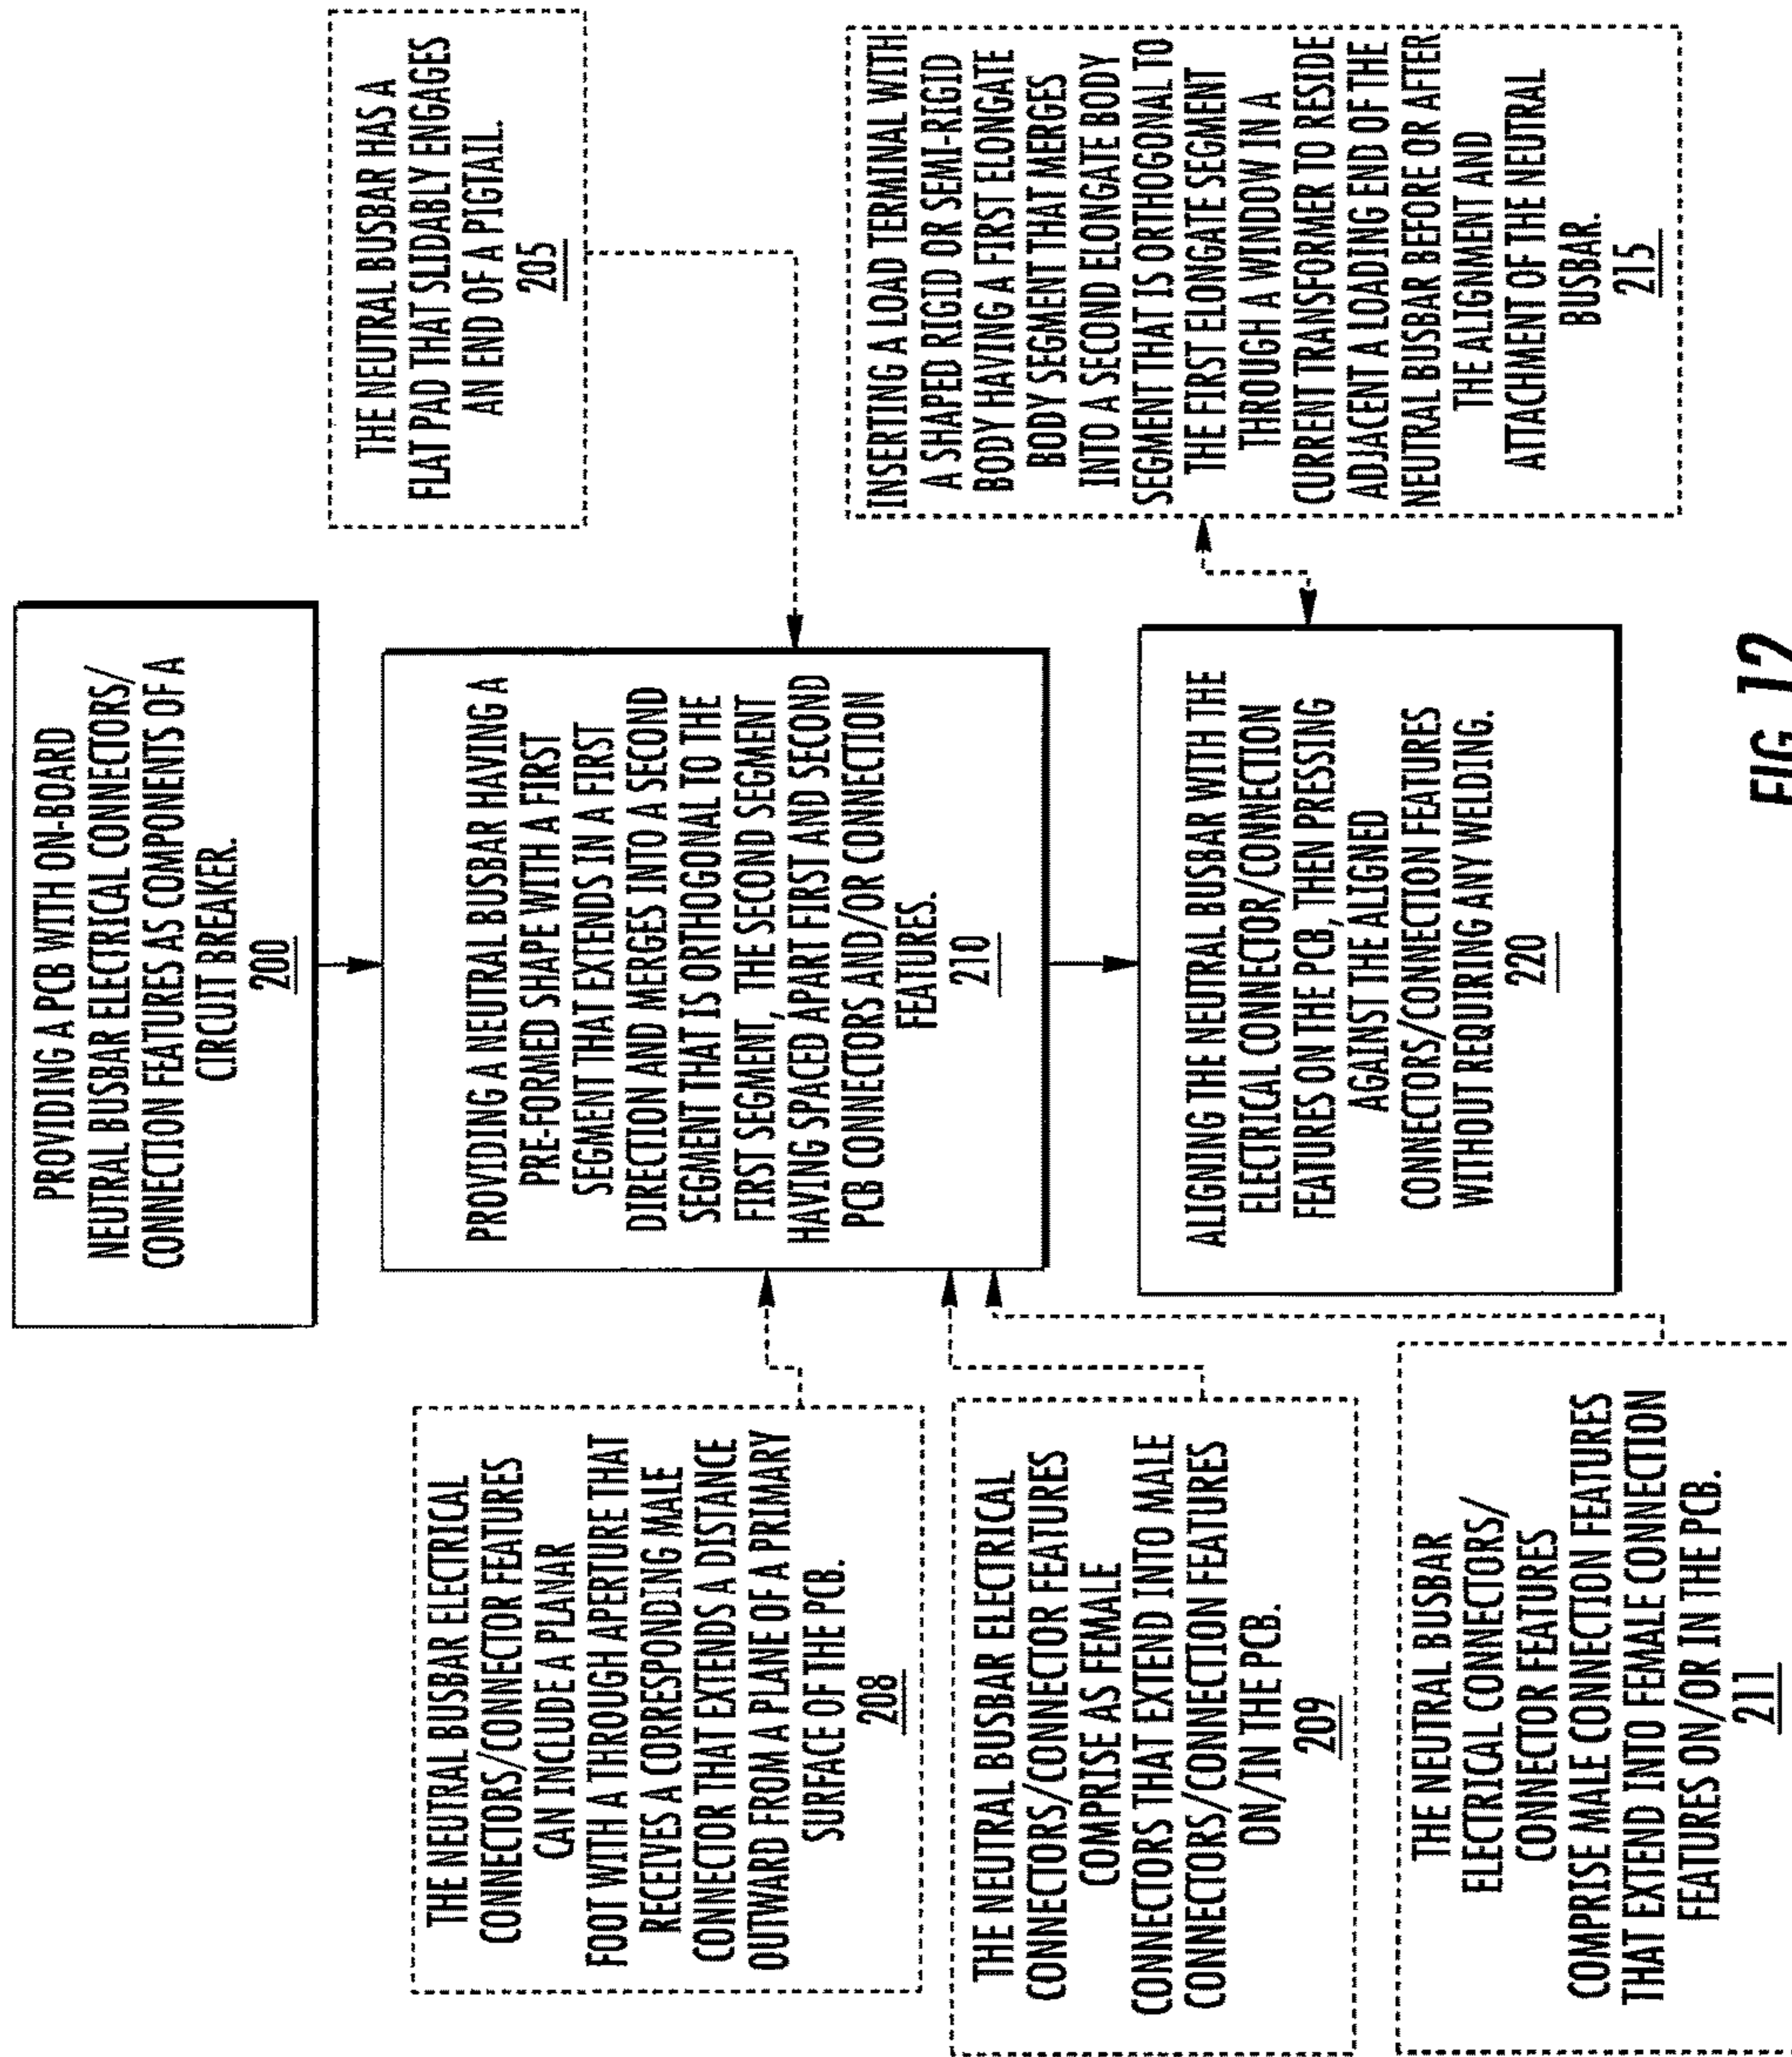 PROVIDING A PCB WITH ON-BOARD
NEUTRAL BUSBAR ELECTRICAL CONNECTORS/
CONNECTION FEATURES AS COMPONENTS OF A
CIRCUIT BREAKER.
200
THE NEUTRAL BUSBAR HAS A
FLAT PAD THAT SLIDABLY ENGAGES
AN END OF A PIGTAIL.
205
PROVIDING A NEUTRAL BUSBAR HAVING A
PRE-FORMED SHAPE WITH A FIRST
SEGMENT THAT EXTENDS IN A FIRST
DIRECTION AND MERGES INTO A SECOND
SEGMENT THAT IS ORTHOGONAL TO THE
FIRST SEGMENT, THE SECOND SEGMENT
HAVING SPACED APART FIRST AND SECOND
PCB CONNECTORS AND/OR CONNECTION
FEATURES.
210
THE NEUTRAL BUSBAR ELECTRICAL
CONNECTORS/CONNECTOR FEATURES
CAN INCLUDE A PLANAR
FOOT WITH A THROUGH APERTURE THAT
RECEIVES A CORRESPONDING MALE
CONNECTOR THAT EXTENDS A DISTANCE
OUTWARD FROM A PLANE OF A PRIMARY
SURFACE OF THE PCB.
208
THE NEUTRAL BUSBAR ELECTRICAL
CONNECTORS/CONNECTOR FEATURES
COMPRISE AS FEMALE
CONNECTORS THAT EXTEND INTO MALE
CONNECTORS/CONNECTION FEATURES
ON/IN THE PCB.
209
THE NEUTRAL BUSBAR
ELECTRICAL CONNECTORS/
CONNECTOR FEATURES
COMPRISE MALE CONNECTION FEATURES
THAT EXTEND INTO FEMALE CONNECTION
FEATURES ON/OR IN THE PCB.
211
ALIGNING THE NEUTRAL BUSBAR WITH THE
ELECTRICAL CONNECTOR/CONNECTION
FEATURES ON THE PCB, THEN PRESSING
AGAINST THE ALIGNED
CONNECTORS/CONNECTION FEATURES
WITHOUT REQUIRING ANY WELDING.
220
INSERTING A LOAD TERMINAL WITH
A SHAPED RIGID OR SEMI-RIGID
BODY HAVING A FIRST ELONGATE
BODY SEGMENT THAT MERGES
INTO A SECOND ELONGATE BODY
SEGMENT THAT IS ORTHOGONAL TO
THE FIRST ELONGATE SEGMENT
THROUGH A WINDOW IN A
CURRENT TRANSFORMER TO RESIDE
ADJACENT A LOADING END OF THE
NEUTRAL BUSBAR BEFORE OR AFTER
THE ALIGNMENT AND
ATTACHMENT OF THE NEUTRAL
BUSBAR.
215
FIG. 12